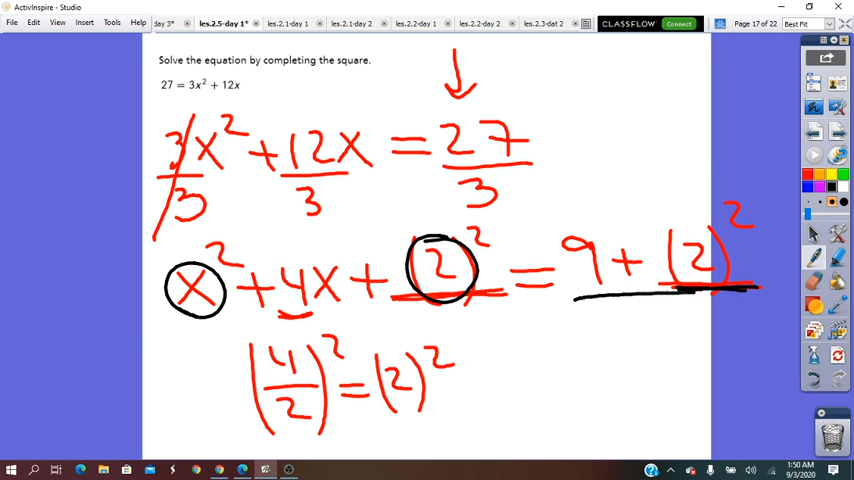 ActivInspire - Studio
File Edit View Insert Tools Help
day 3* les.2.5-day 1* les.2.1-day 1 les.2.1-day 2 les.2.2-day 1 les.2.2-day 2 les.2.3-dat 2 CLASSFLOW Connect Page 17 of 22 Best Fit
Solve the equation by completing the square.
27 = 3x² + 12x
3x²/3 + 12x/3 = 27/3
x² + 4x + (2)² = 9 + (2)²
(4/2)² = (2)²
1:50 AM
9/3/2020